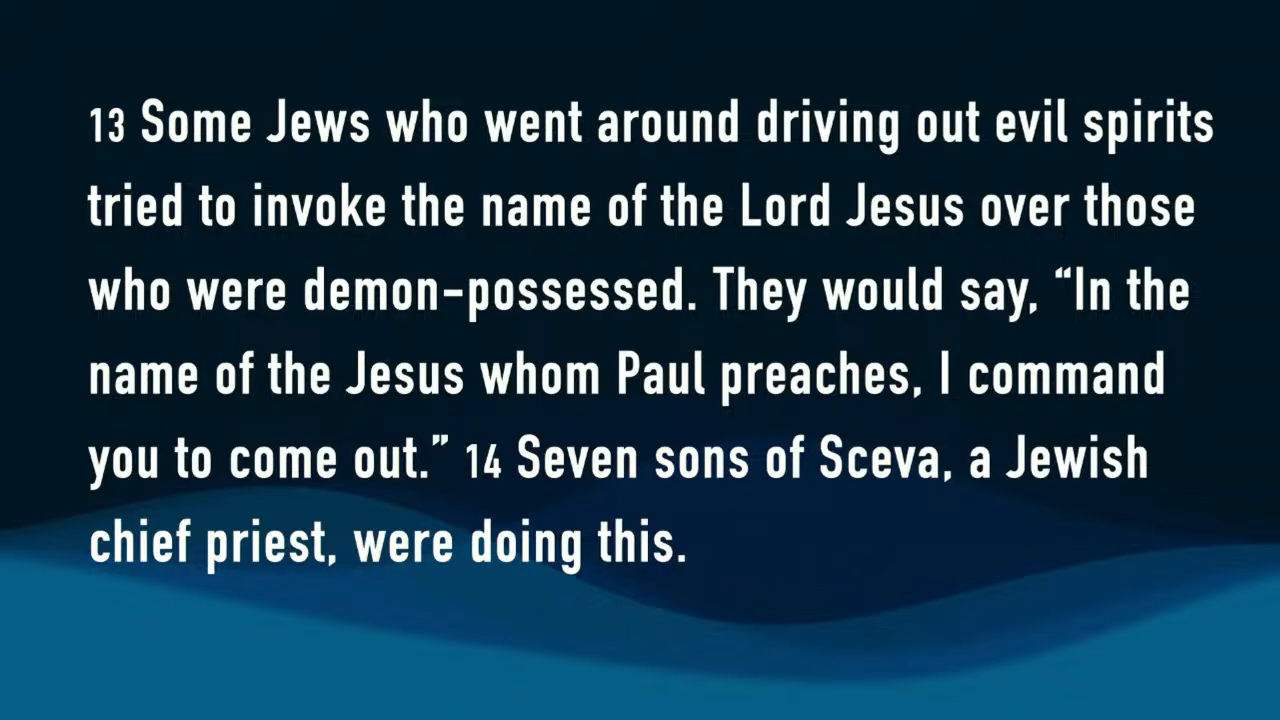 13 Some Jews who went around driving out evil spirits
tried to invoke the name of the Lord Jesus over those
who were demon-possessed. They would say, “In the
name of the Jesus whom Paul preaches, I command
you to come out.” 14 Seven sons of Sceva, a Jewish
chief priest, were doing this.